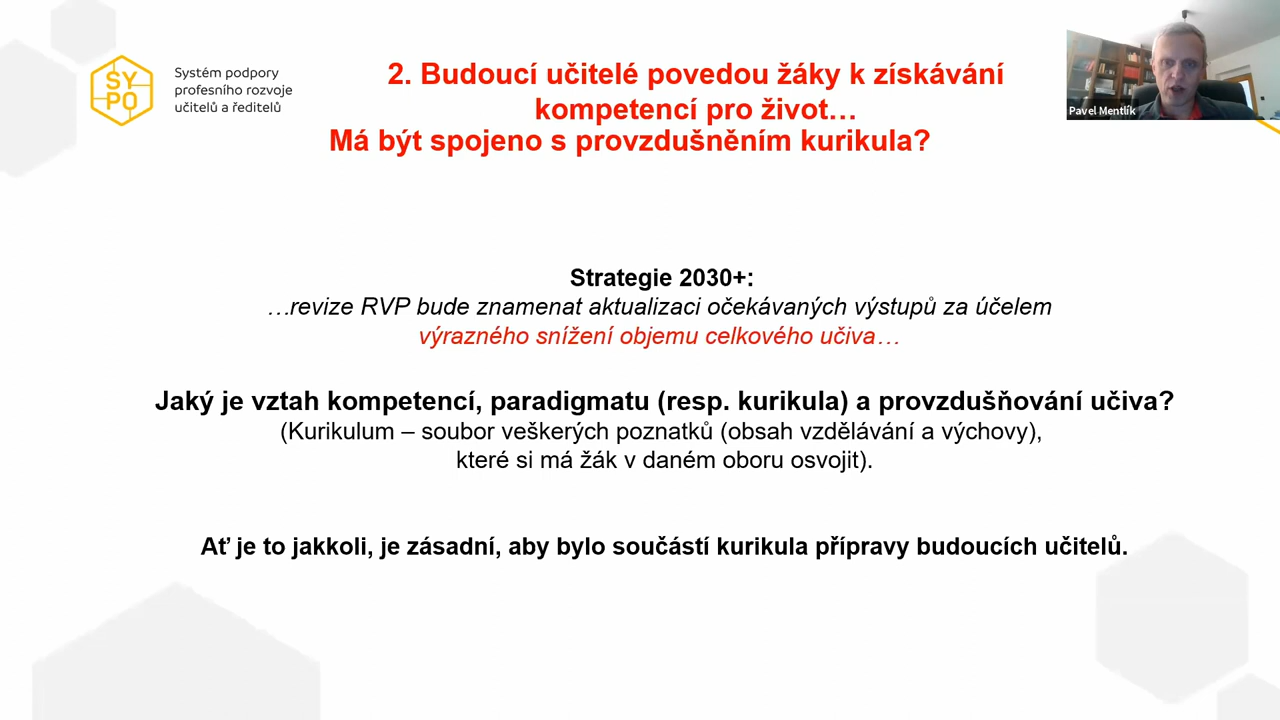 SY
PO
Systém podpory
profesního rozvoje
učitelů a ředitelů
2. Budoucí učitelé povedou žáky k získávání
kompetencí pro život…
Má být spojeno s provzdušněním kurikula?
Pavel Mentlík
Strategie 2030+:
…revize RVP bude znamenat aktualizaci očekávaných výstupů za účelem
výrazného snížení objemu celkového učiva…
Jaký je vztah kompetencí, paradigmatu (resp. kurikula) a provzdušňování učiva?
(Kurikulum – soubor veškerých poznatků (obsah vzdělávání a výchovy),
které si má žák v daném oboru osvojit).
Ať je to jakkoli, je zásadní, aby bylo součástí kurikula přípravy budoucích učitelů.